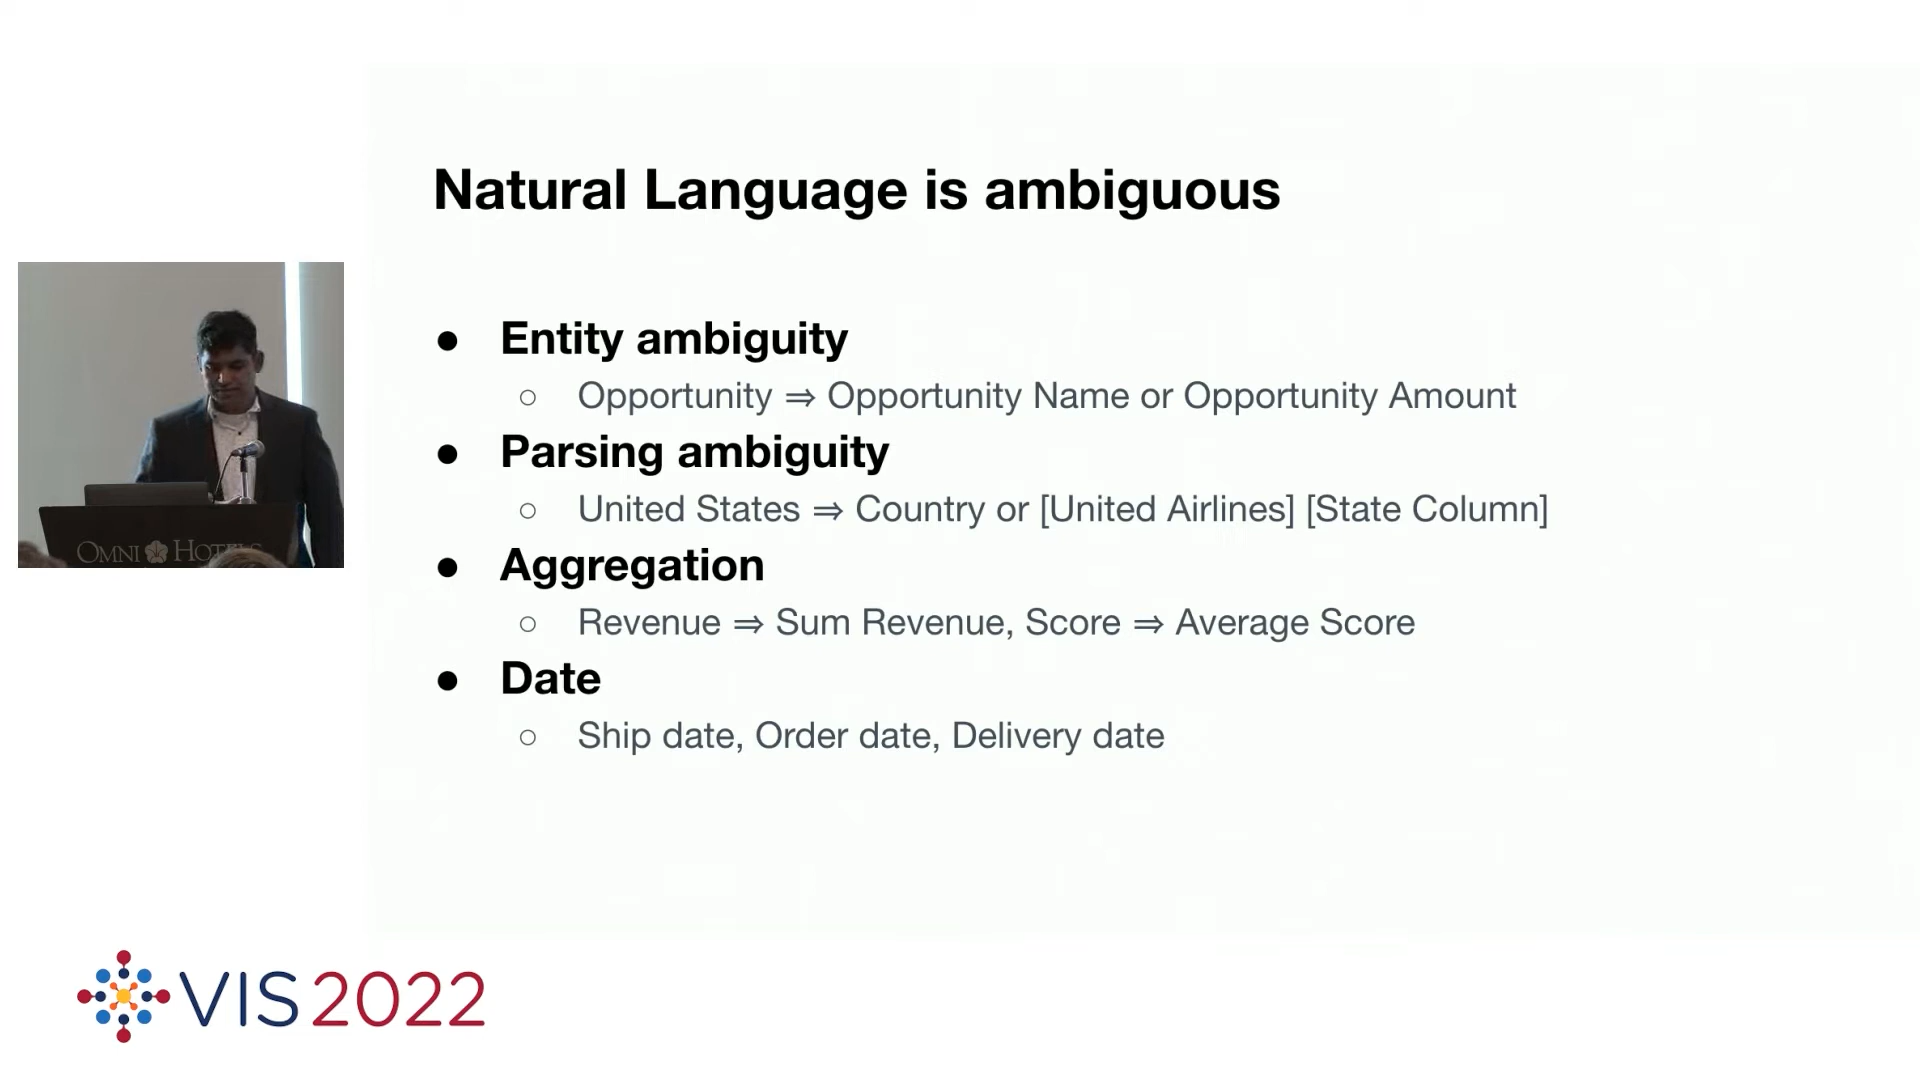 Natural Language is ambiguous
● Entity ambiguity
○ Opportunity ⇒ Opportunity Name or Opportunity Amount
● Parsing ambiguity
○ United States ⇒ Country or [United Airlines] [State Column]
● Aggregation
○ Revenue ⇒ Sum Revenue, Score ⇒ Average Score
● Date
○ Ship date, Order date, Delivery date
OMNI HOTELS
VIS2022